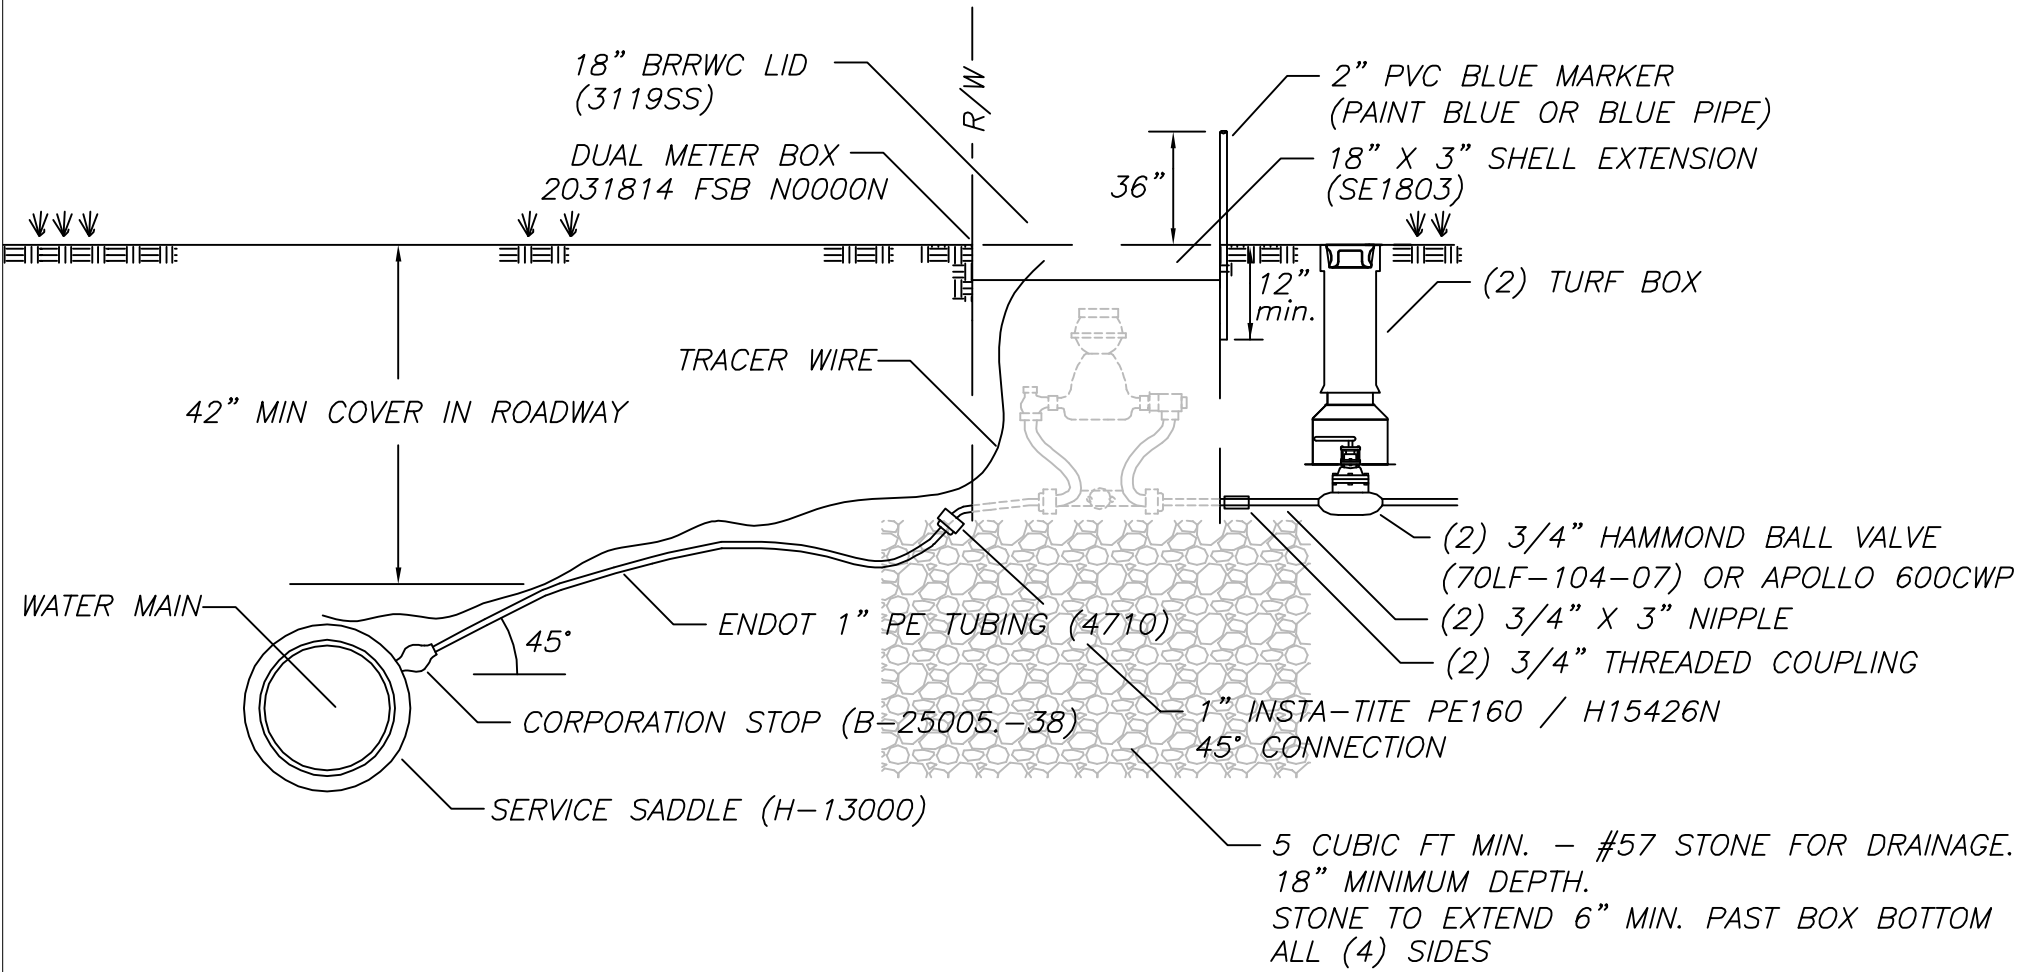 18" BRRWC LID
(3119SS)
R/W
2" PVC BLUE MARKER
(PAINT BLUE OR BLUE PIPE)
DUAL METER BOX
2031814 FSB N0000N
36"
18" X 3" SHELL EXTENSION
(SE1803)
12"
min.
(2) TURF BOX
TRACER WIRE
42" MIN COVER IN ROADWAY
WATER MAIN
45°
ENDOT 1" PE TUBING (4710)
(2) 3/4" HAMMOND BALL VALVE
(70LF-104-07) OR APOLLO 600CWP
(2) 3/4" X 3" NIPPLE
(2) 3/4" THREADED COUPLING
CORPORATION STOP (B-25005.-38)
1" INSTA-TITE PE160 / H15426N
45° CONNECTION
SERVICE SADDLE (H-13000)
5 CUBIC FT MIN. - #57 STONE FOR DRAINAGE.
18" MINIMUM DEPTH.
STONE TO EXTEND 6" MIN. PAST BOX BOTTOM
ALL (4) SIDES